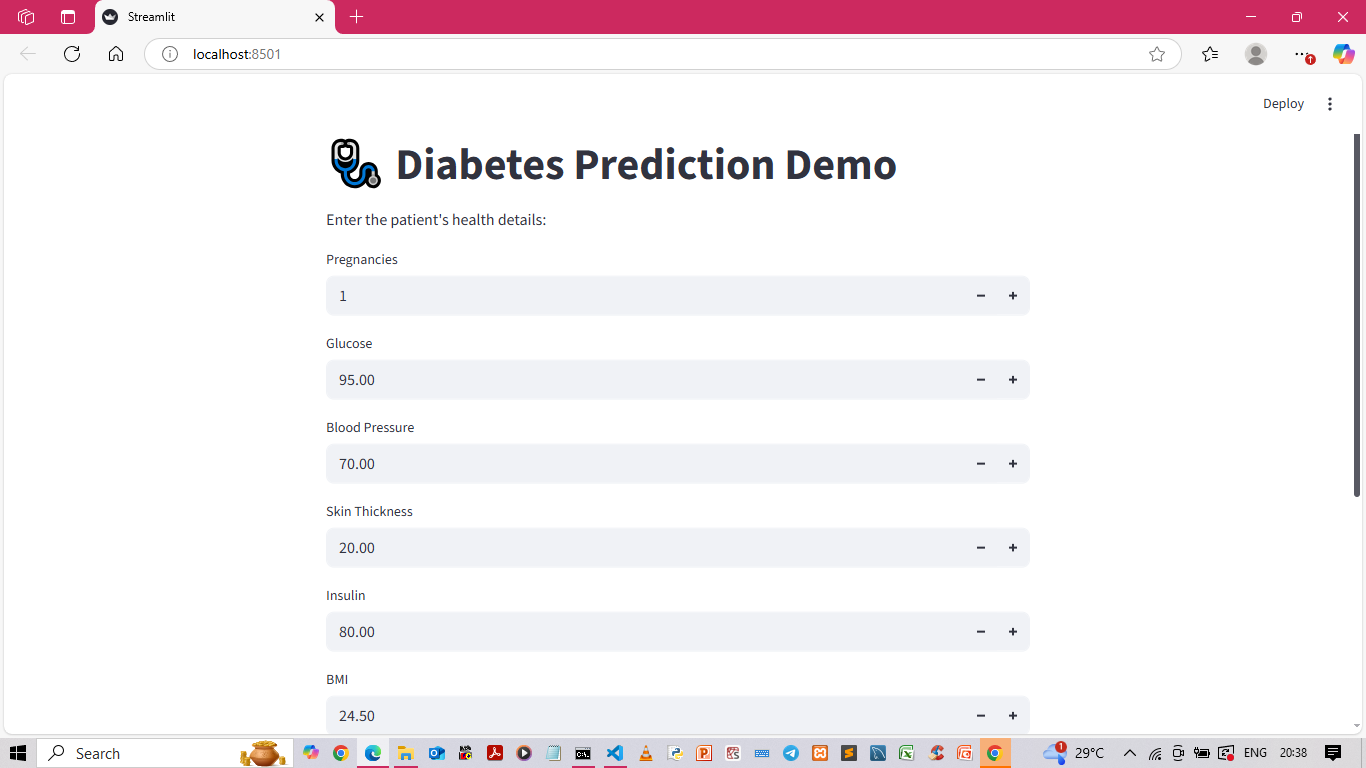 Streamlit
localhost:8501
Deploy
Diabetes Prediction Demo
Enter the patient's health details:
Pregnancies
1
Glucose
95.00
Blood Pressure
70.00
Skin Thickness
20.00
Insulin
80.00
BMI
24.50
Search
1
29°C
ENG
20:38